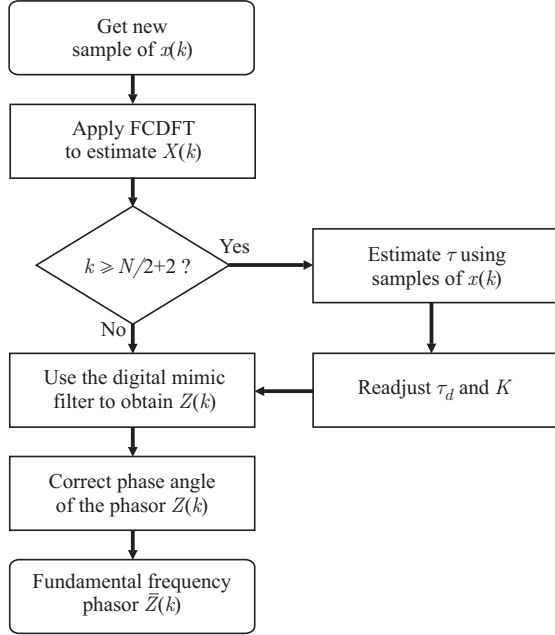 Get new
sample of x(k)
Apply FCDFT
to estimate X(k)
k ⩾ N/2+2 ?
Yes
No
Estimate τ using
samples of x(k)
Readjust τ_d and K
Use the digital mimic
filter to obtain Z(k)
Correct phase angle
of the phasor Z(k)
Fundamental frequency
phasor Z̄(k)